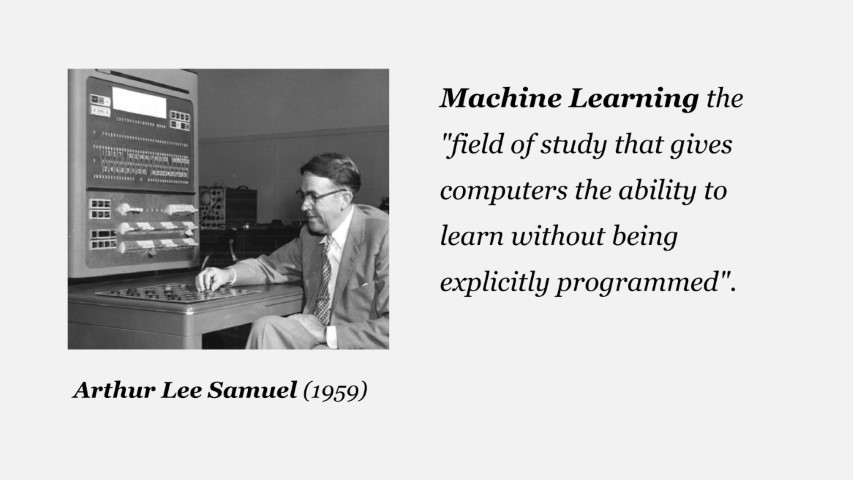 Machine Learning the
"field of study that gives
computers the ability to
learn without being
explicitly programmed".
Arthur Lee Samuel (1959)